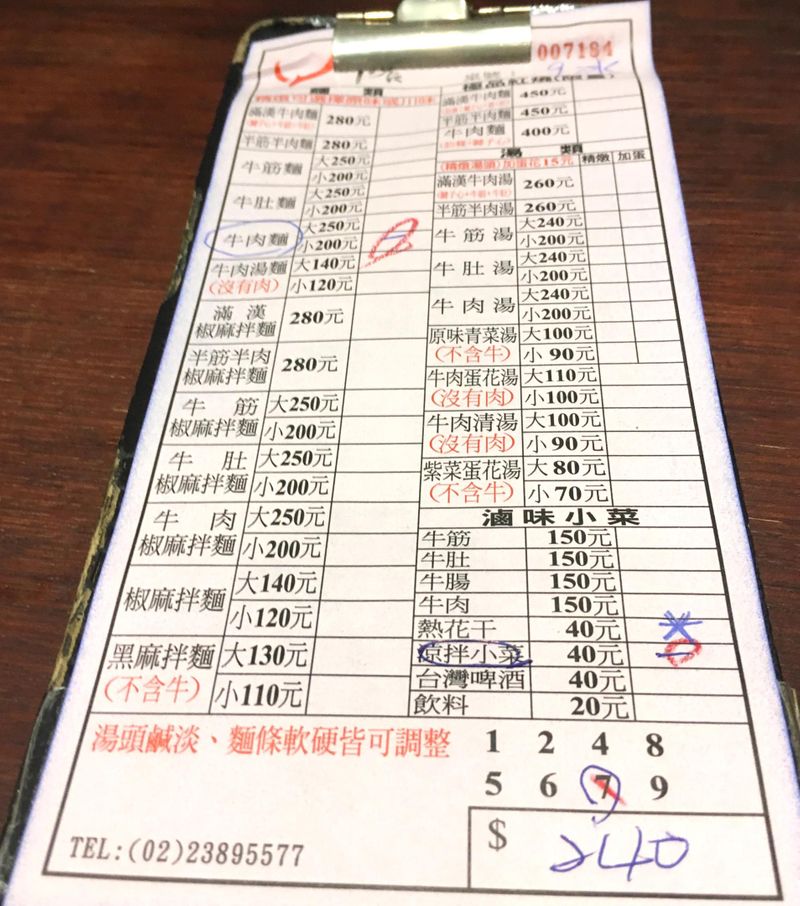 007184
麵 類
滿漢牛肉麵 280元
半筋半肉麵 280元
牛筋麵 大250元
小200元
牛肚麵 大250元
小200元
牛肉麵 大250元
小200元
牛肉湯麵 大140元
(沒有肉) 小120元
滿漢
椒麻拌麵 280元
半筋半肉
椒麻拌麵 280元
牛筋 大250元
椒麻拌麵 小200元
牛肚 大250元
椒麻拌麵 小200元
牛肉 大250元
椒麻拌麵 小200元
椒麻拌麵 大140元
小120元
黑麻拌麵 大130元
(不含牛) 小110元
滿漢牛肉麵 450元
半筋半肉麵 450元
牛肉麵 400元
湯 類
(精燉湯頭)加蛋花15元 精燉 加蛋
滿漢牛肉湯 260元
半筋半肉湯 260元
牛筋湯 大240元
小200元
牛肚湯 大240元
小200元
牛肉湯 大240元
小200元
原味青菜湯 大100元
(不含牛) 小 90元
牛肉蛋花湯 大110元
(沒有肉) 小100元
牛肉清湯 大100元
(沒有肉) 小 90元
紫菜蛋花湯 大 80元
(不含牛) 小 70元
滷味小菜
牛筋 150元
牛肚 150元
牛腸 150元
牛肉 150元
熱花干 40元
涼拌小菜 40元
台灣啤酒 40元
飲料 20元
湯頭鹹淡、麵條軟硬皆可調整
1 2 4 8
5 6 7 9
$ 240
TEL:(02)23895577